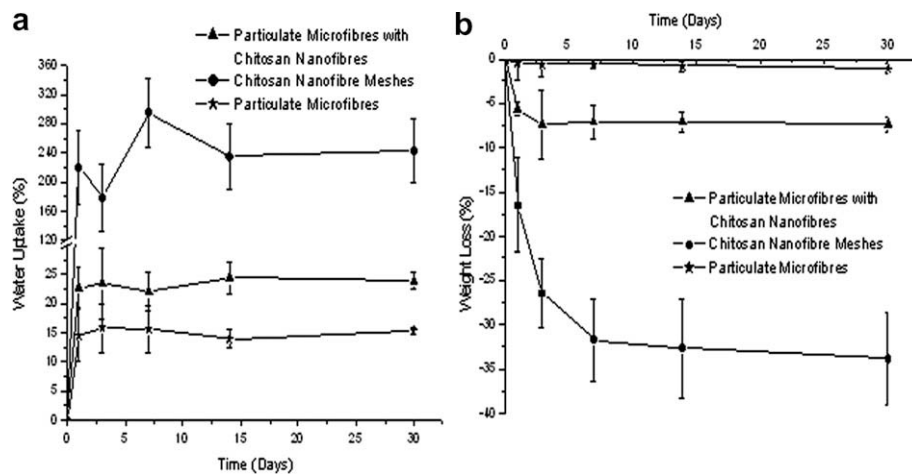 a
Particulate Microfibres with
Chitosan Nanofibres
Chitosan Nanofibre Meshes
Particulate Microfibres
Water Uptake (%)
360
320
280
240
200
160
120
25
20
15
10
5
0
0 5 10 15 20 25 30
Time (Days)
b
Time (Days)
0 5 10 15 20 25 30
0
-5
-10
-15
-20
-25
-30
-35
-40
Weight Loss (%)
Particulate Microfibres with
Chitosan Nanofibres
Chitosan Nanofibre Meshes
Particulate Microfibres